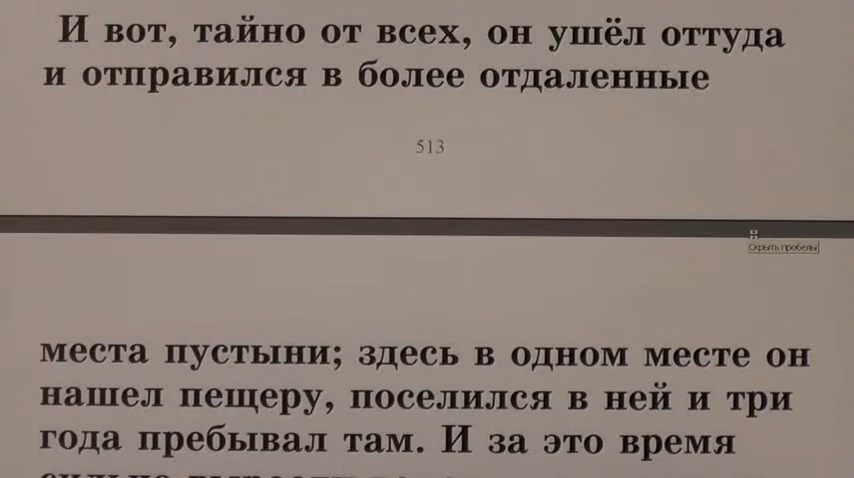 И вот, тайно от всех, он ушёл оттуда
и отправился в более отдаленные
513
Скрыть пробелы
места пустыни; здесь в одном месте он
нашел пещеру, поселился в ней и три
года пребывал там. И за это время